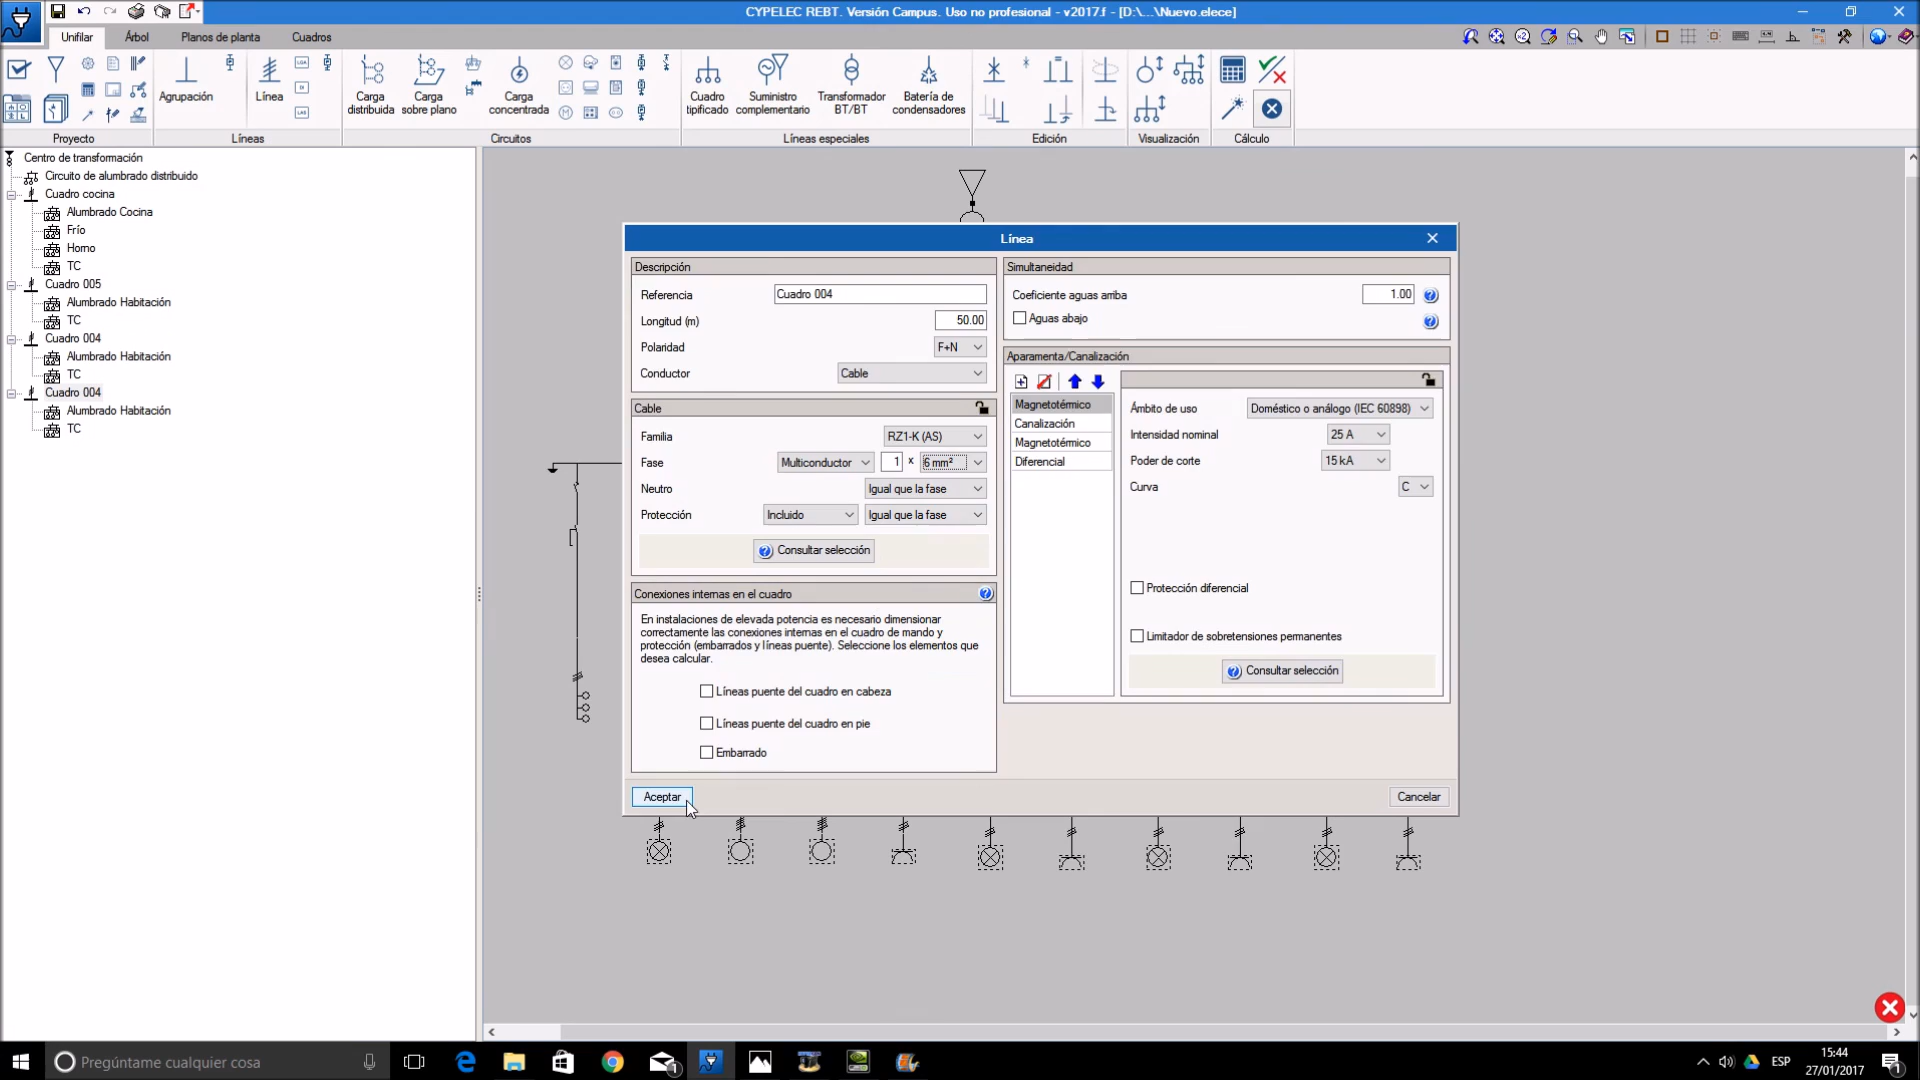 CYPELEC REBT. Versión Campus. Uso no profesional - v2017.f - [D:\...\Nuevo.elece]
Unifilar
Árbol
Planos de planta
Cuadros
Agrupación
Línea
Carga distribuida
Carga sobre plano
Carga concentrada
Cuadro tipificado
Suministro complementario
Transformador BT/BT
Batería de condensadores
Proyecto
Líneas
Circuitos
Líneas especiales
Edición
Visualización
Cálculo
Centro de transformación
Circuito de alumbrado distribuido
Cuadro cocina
Alumbrado Cocina
Frío
Horno
TC
Cuadro 005
Alumbrado Habitación
TC
Cuadro 004
Alumbrado Habitación
TC
Cuadro 004
Alumbrado Habitación
TC
Línea
Descripción
Referencia
Cuadro 004
Longitud (m)
50.00
Polaridad
F+N
Conductor
Cable
Cable
Familia
RZ1-K (AS)
Fase
Multiconductor
1 x 6 mm²
Neutro
Igual que la fase
Protección
Incluido
Igual que la fase
Consultar selección
Conexiones internas en el cuadro
En instalaciones de elevada potencia es necesario dimensionar
correctamente las conexiones internas en el cuadro de mando y
protección (embarrados y líneas puente). Seleccione los elementos que
desea calcular.
Líneas puente del cuadro en cabeza
Líneas puente del cuadro en pie
Embarrado
Simultaneidad
Coeficiente aguas arriba
1.00
Aguas abajo
Aparamenta/Canalización
Magnetotérmico
Canalización
Magnetotérmico
Diferencial
Ámbito de uso
Doméstico o análogo (IEC 60898)
Intensidad nominal
25 A
Poder de corte
15 kA
Curva
C
Protección diferencial
Limitador de sobretensiones permanentes
Consultar selección
Aceptar
Cancelar
Pregúntame cualquier cosa
1
ESP
15:44
27/01/2017
1